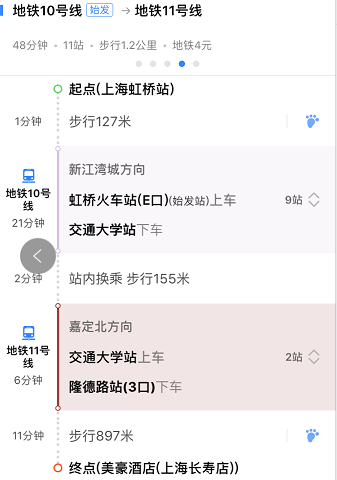 地铁10号线 始发 → 地铁11号线
48分钟 • 11站 • 步行1.2公里 • 地铁4元
起点(上海虹桥站)
1分钟 步行127米
新江湾城方向
地铁10号线
21分钟
虹桥火车站(E口)(始发站)上车 9站
交通大学站下车
2分钟 站内换乘 步行155米
嘉定北方向
地铁11号线
6分钟
交通大学站上车 2站
隆德路站(3口)下车
11分钟 步行897米
终点(美豪酒店(上海长寿店))